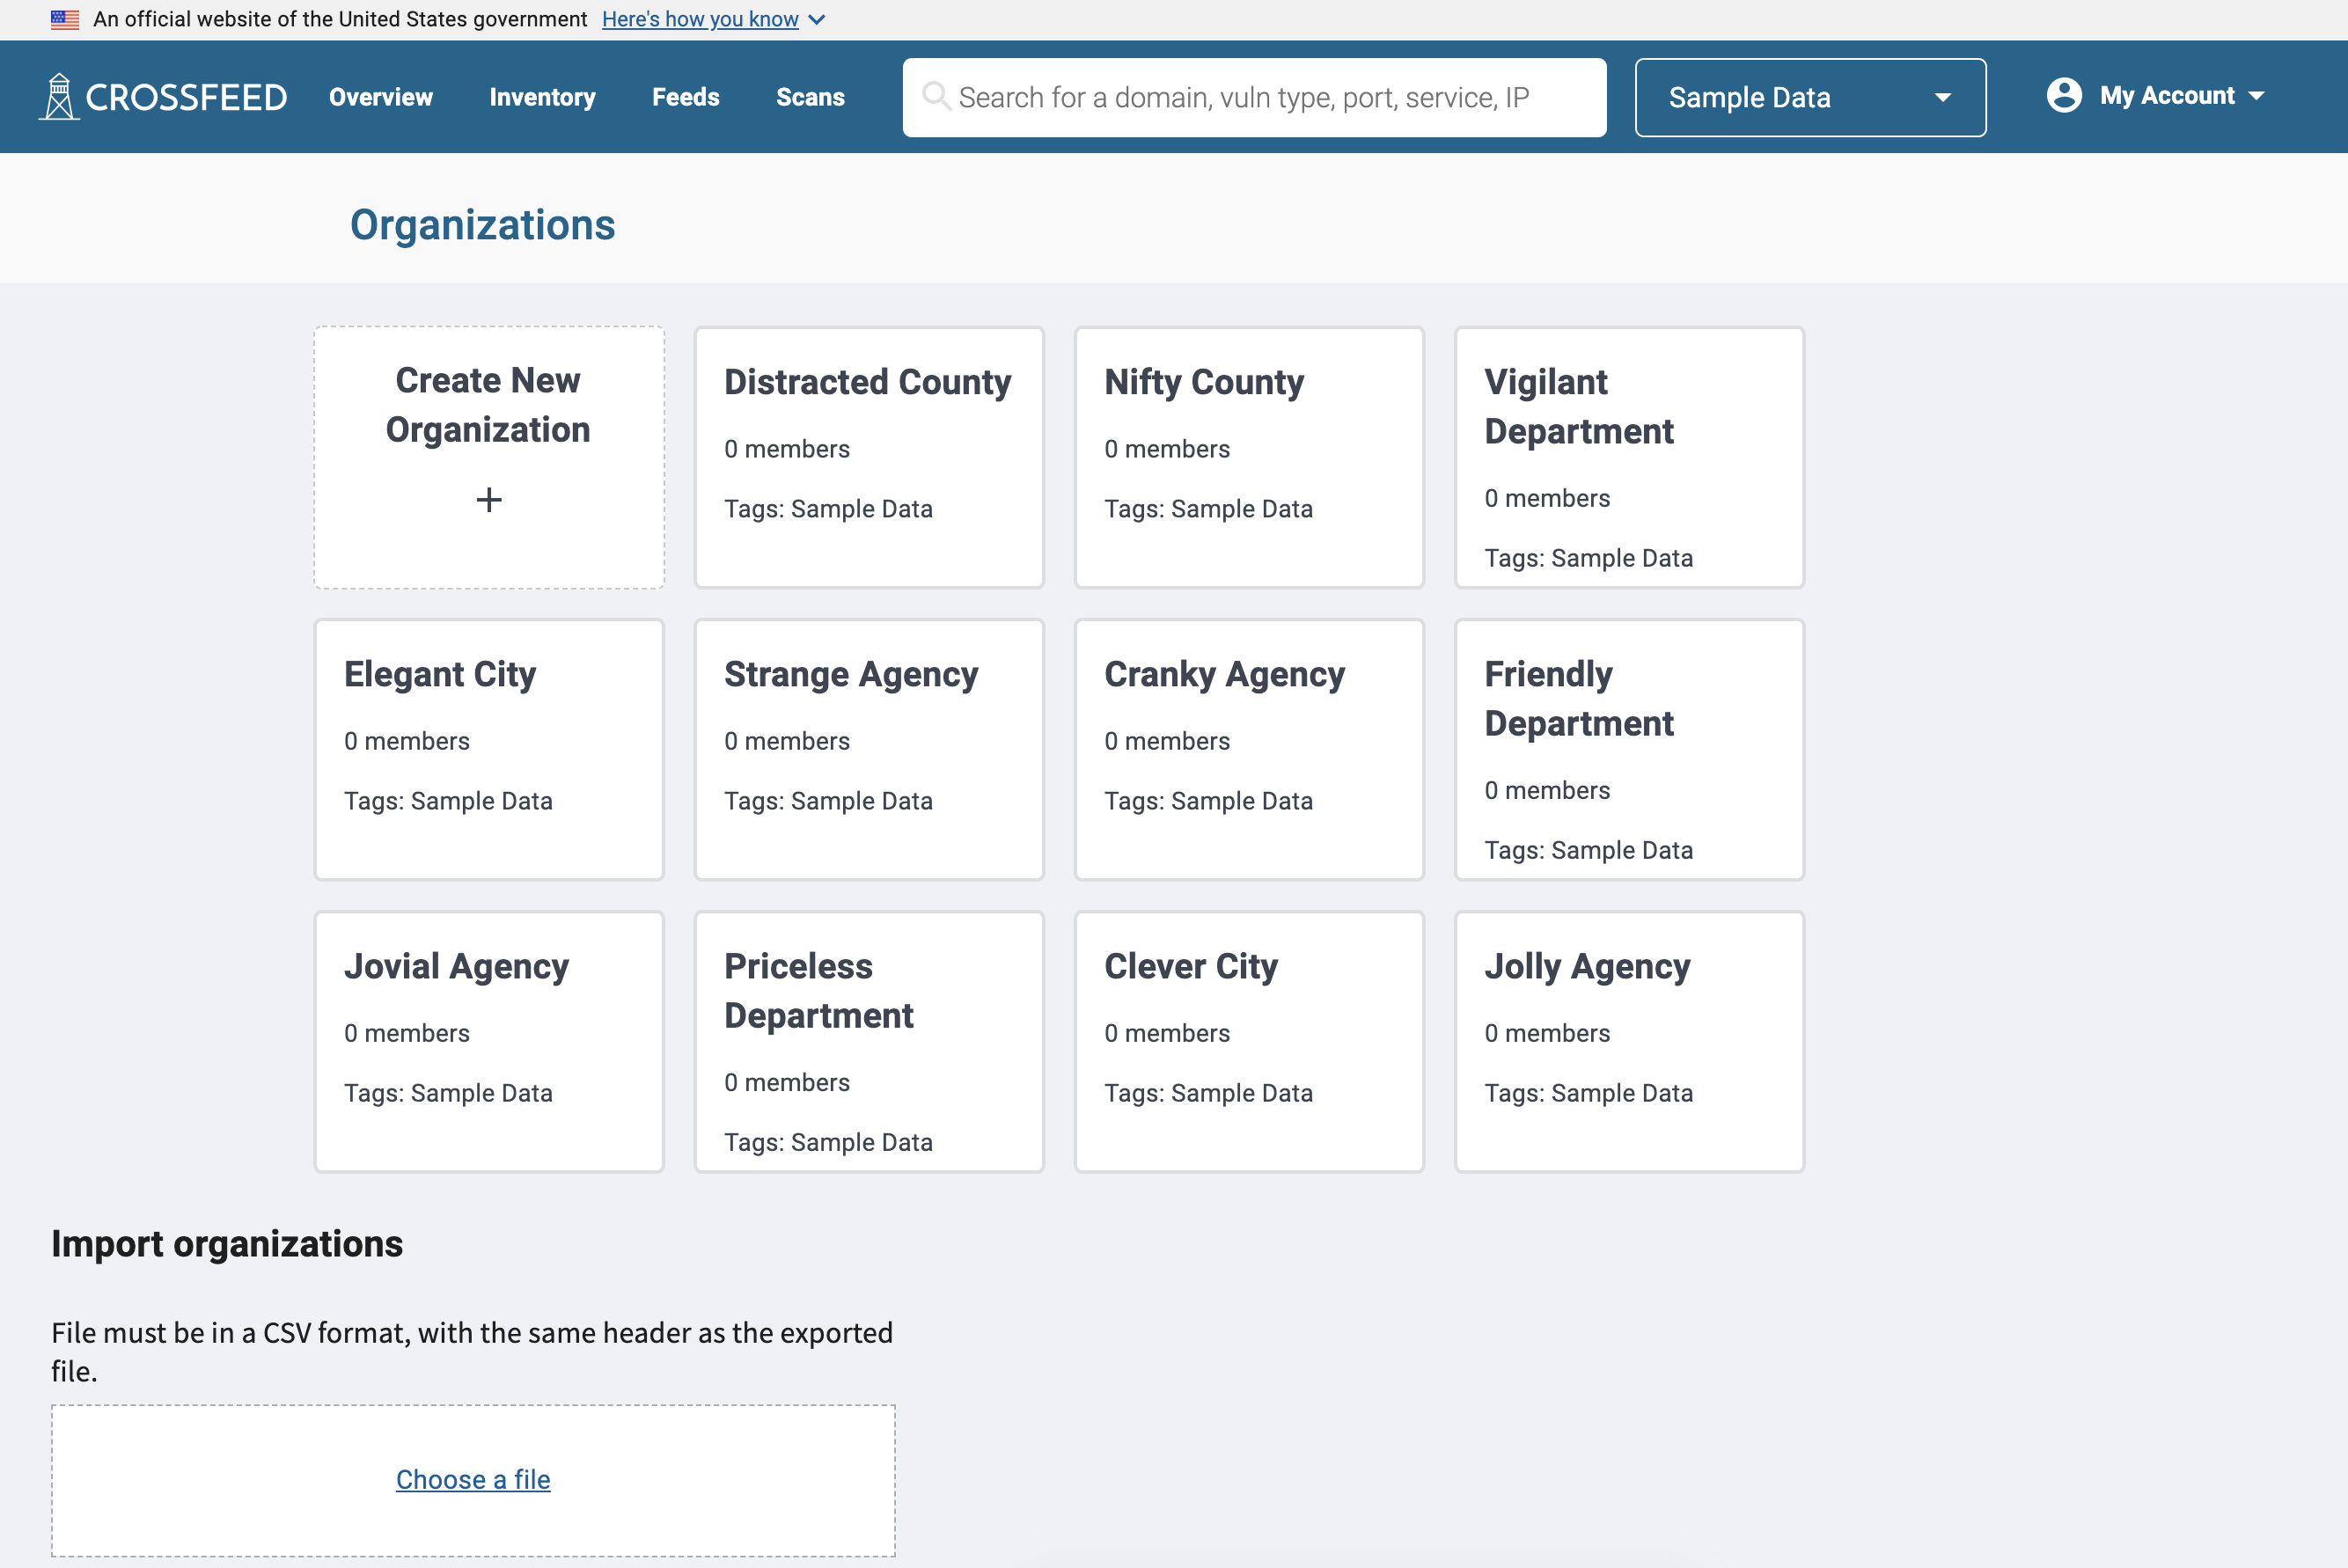 An official website of the United States government Here's how you know
CROSSFEED Overview Inventory Feeds Scans Search for a domain, vuln type, port, service, IP Sample Data My Account
Organizations
Create New
Organization
+
Distracted County
0 members
Tags: Sample Data
Nifty County
0 members
Tags: Sample Data
Vigilant
Department
0 members
Tags: Sample Data
Elegant City
0 members
Tags: Sample Data
Strange Agency
0 members
Tags: Sample Data
Cranky Agency
0 members
Tags: Sample Data
Friendly
Department
0 members
Tags: Sample Data
Jovial Agency
0 members
Tags: Sample Data
Priceless
Department
0 members
Tags: Sample Data
Clever City
0 members
Tags: Sample Data
Jolly Agency
0 members
Tags: Sample Data
Import organizations
File must be in a CSV format, with the same header as the exported
file.
Choose a file